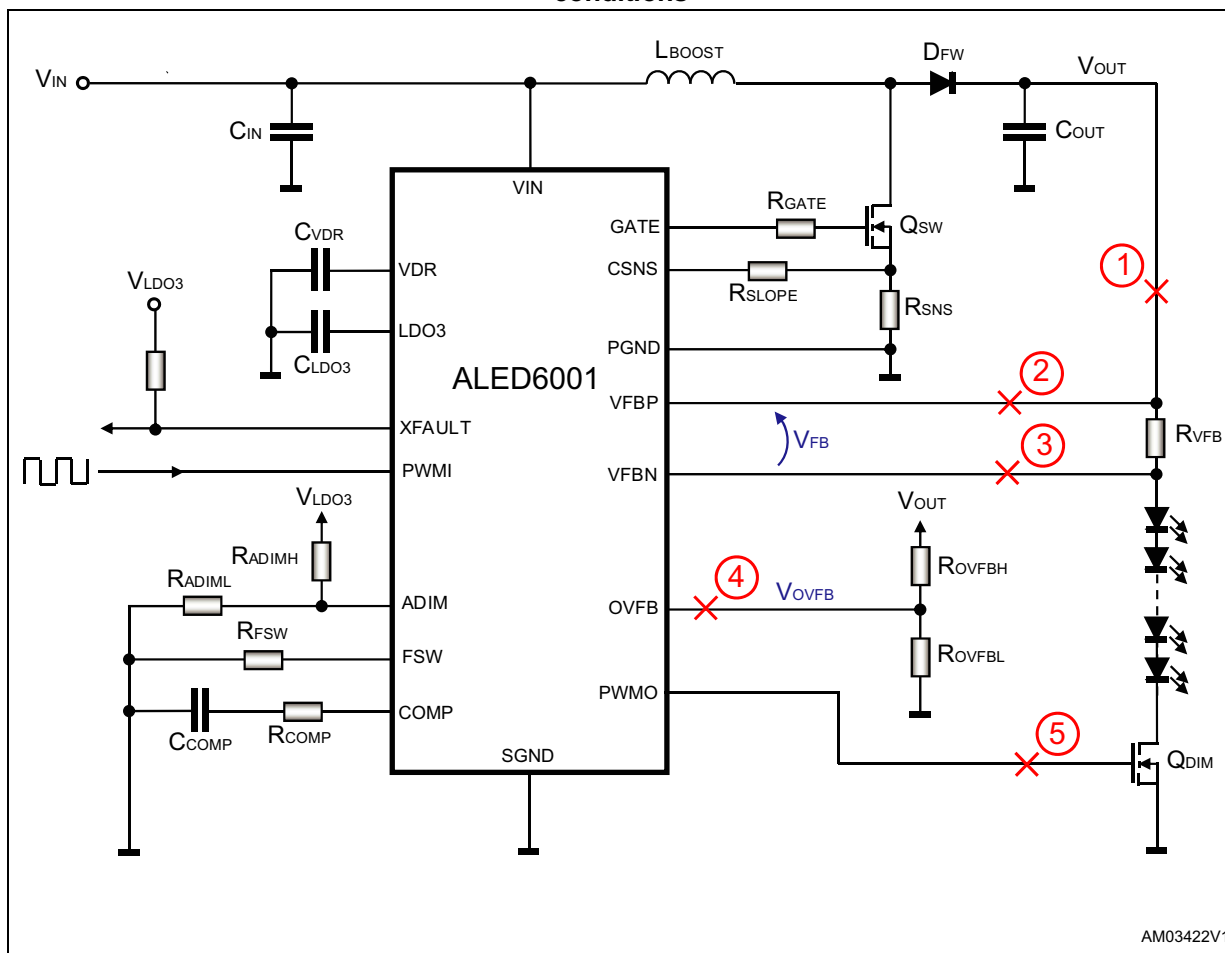 conditions
LBOOST
DFW
VIN
VOUT
CIN
COUT
VIN
RGATE
GATE
QSW
CVDR
VDR
CSNS
RSLOPE
1
VLDO3
RSNS
LDO3
CLDO3
PGND
2
ALED6001
VFBP
XFAULT
VFB
RVFB
3
PWMI
VFBN
VLDO3
VOUT
RADIMH
4
ROVFBH
RADIML
VOVFB
ADIM
OVFB
RFSW
FSW
ROVFBL
PWMO
COMP
CCOMP
RCOMP
5
SGND
QDIM
AM03422V1